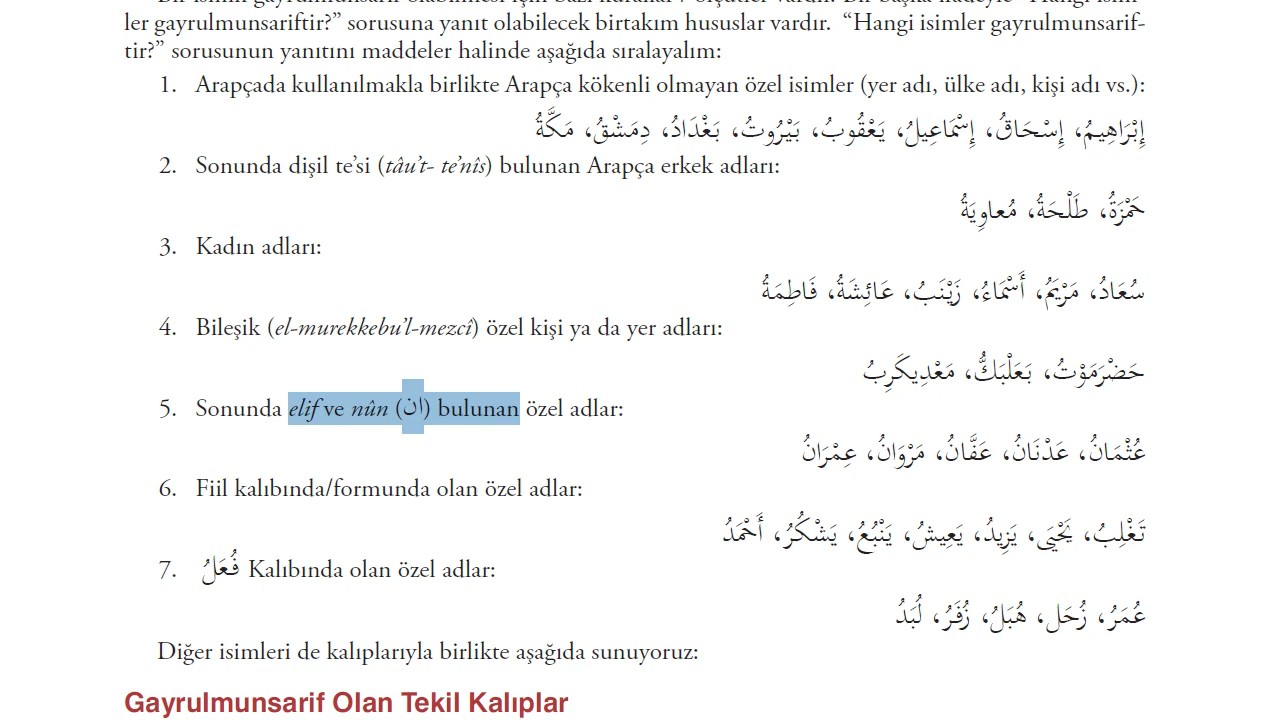 ler gayrulmunsariftir?” sorusuna yanıt olabilecek birtakım hususlar vardır. “Hangi isimler gayrulmunsarif-
tir?” sorusunun yanıtını maddeler halinde aşağıda sıralayalım:
1. Arapçada kullanılmakla birlikte Arapça kökenli olmayan özel isimler (yer adı, ülke adı, kişi adı vs.):
إِبْرَاهِيمُ، إِسْحَاقُ، إِسْمَاعِيلُ، يَعْقُوبُ، بَيْرُوتُ، بَغْدَادُ، دِمَشْقُ، مَكَّةُ
2. Sonunda dişil te’si (tâu’t- te’nîs) bulunan Arapça erkek adları:
حَمْزَةُ، طَلْحَةُ، مُعاوِيَةُ
3. Kadın adları:
سُعَادُ، مَرْيَمُ، أَسْمَاءُ، زَيْنَبُ، عَائِشَةُ، فَاطِمَةُ
4. Bileşik (el-murekkebu’l-mezcî) özel kişi ya da yer adları:
حَضْرَمَوْتُ، بَعَلْبَكُّ، مَعْدِيكَرِبُ
5. Sonunda elif ve nûn (ان) bulunan özel adlar:
عُثْمَانُ، عَدْنَانُ، عَفَّانُ، مَرْوَانُ، عِمْرَانُ
6. Fiil kalıbında/formunda olan özel adlar:
تَغْلِبُ، يَحْيَى، يَزِيدُ، يَعِيشُ، يَنْبُعُ، يَشْكُرُ، أَحْمَدُ
7. فُعَلُ Kalıbında olan özel adlar:
عُمَرُ، زُحَل، هُبَلُ، زُفَرُ، لُبَدُ
Diğer isimleri de kalıplarıyla birlikte aşağıda sunuyoruz:
Gayrulmunsarif Olan Tekil Kalıplar